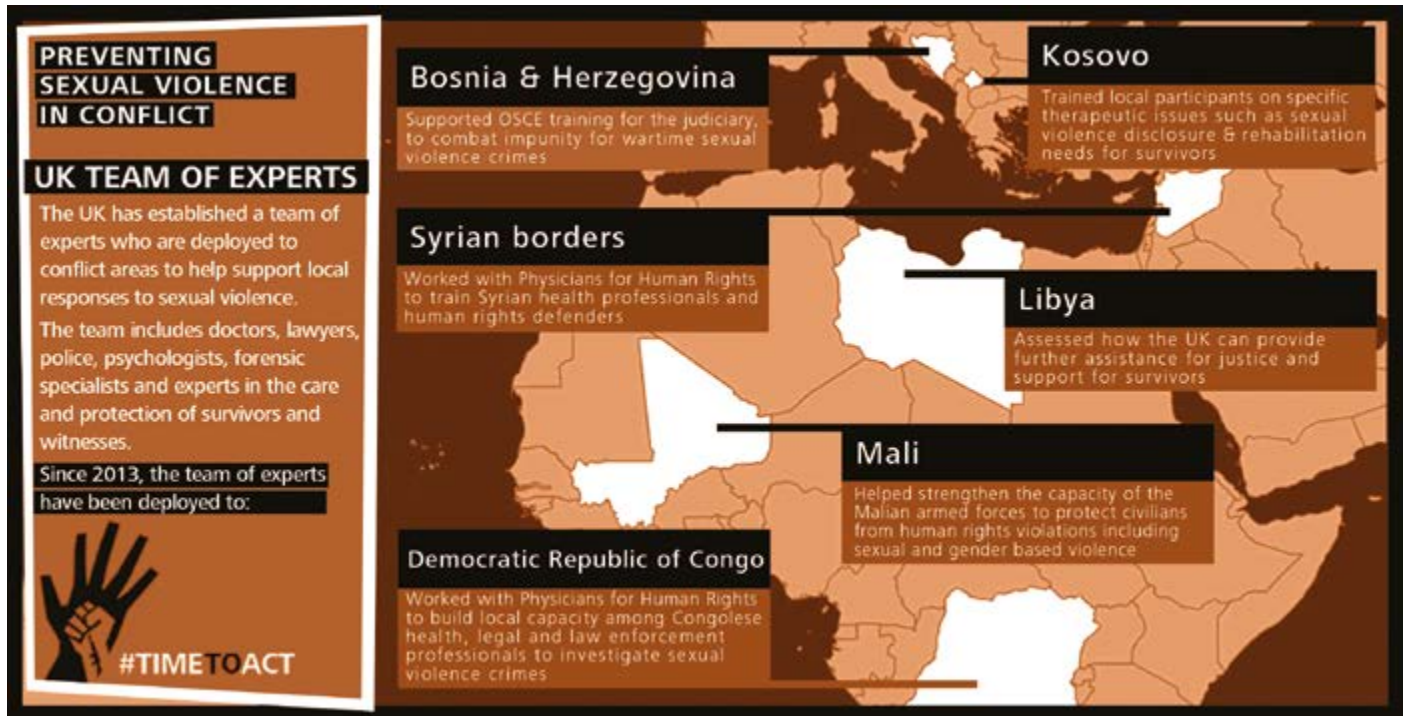 PREVENTING
SEXUAL VIOLENCE
IN CONFLICT
UK TEAM OF EXPERTS
The UK has established a team of
experts who are deployed to
conflict areas to help support local
responses to sexual violence.
The team includes doctors, lawyers,
police, psychologists, forensic
specialists and experts in the care
and protection of survivors and
witnesses.
Since 2013, the team of experts
have been deployed to:
#TIMETOACT
Bosnia & Herzegovina
Supported OSCE training for the judiciary,
to combat impunity for wartime sexual
violence crimes
Kosovo
Trained local participants on specific
therapeutic issues such as sexual
violence disclosure & rehabilitation
needs for survivors
Syrian borders
Worked with Physicians for Human Rights
to train Syrian health professionals and
human rights defenders
Libya
Assessed how the UK can provide
further assistance for justice and
support for survivors
Mali
Helped strengthen the capacity of the
Malian armed forces to protect civilians
from human rights violations including
sexual and gender based violence
Democratic Republic of Congo
Worked with Physicians for Human Rights
to build local capacity among Congolese
health, legal and law enforcement
professionals to investigate sexual
violence crimes